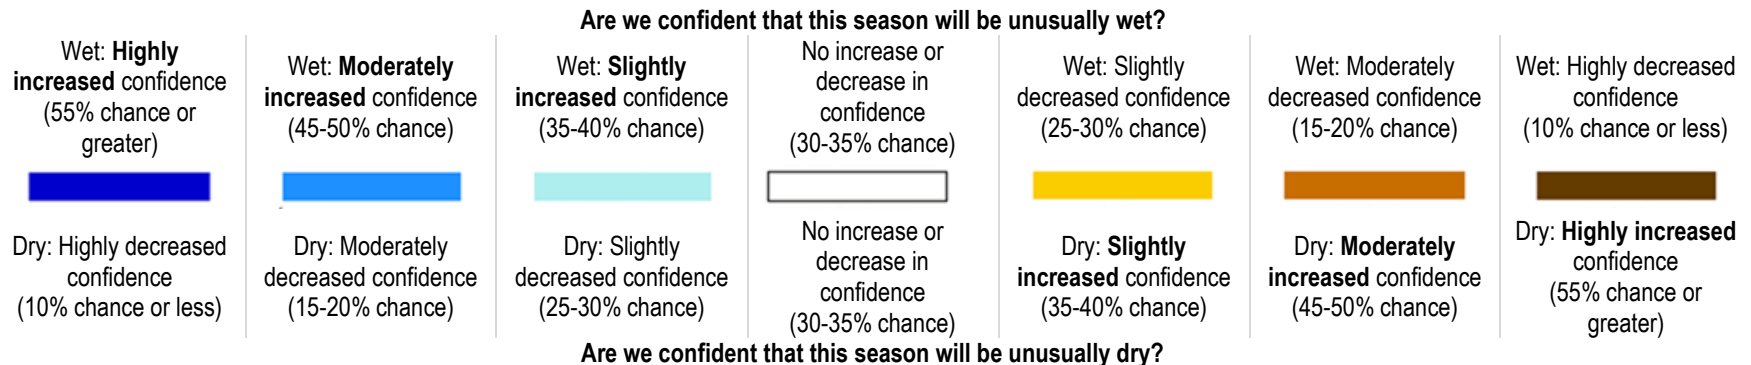 Are we confident that this season will be unusually wet?
Wet: Highly
increased confidence
(55% chance or
greater)
Wet: Moderately
increased confidence
(45-50% chance)
Wet: Slightly
increased confidence
(35-40% chance)
No increase or
decrease in
confidence
(30-35% chance)
Wet: Slightly
decreased confidence
(25-30% chance)
Wet: Moderately
decreased confidence
(15-20% chance)
Wet: Highly decreased
confidence
(10% chance or less)
Dry: Highly decreased
confidence
(10% chance or less)
Dry: Moderately
decreased confidence
(15-20% chance)
Dry: Slightly
decreased confidence
(25-30% chance)
No increase or
decrease in
confidence
(30-35% chance)
Dry: Slightly
increased confidence
(35-40% chance)
Dry: Moderately
increased confidence
(45-50% chance)
Dry: Highly increased
confidence
(55% chance or
greater)
Are we confident that this season will be unusually dry?